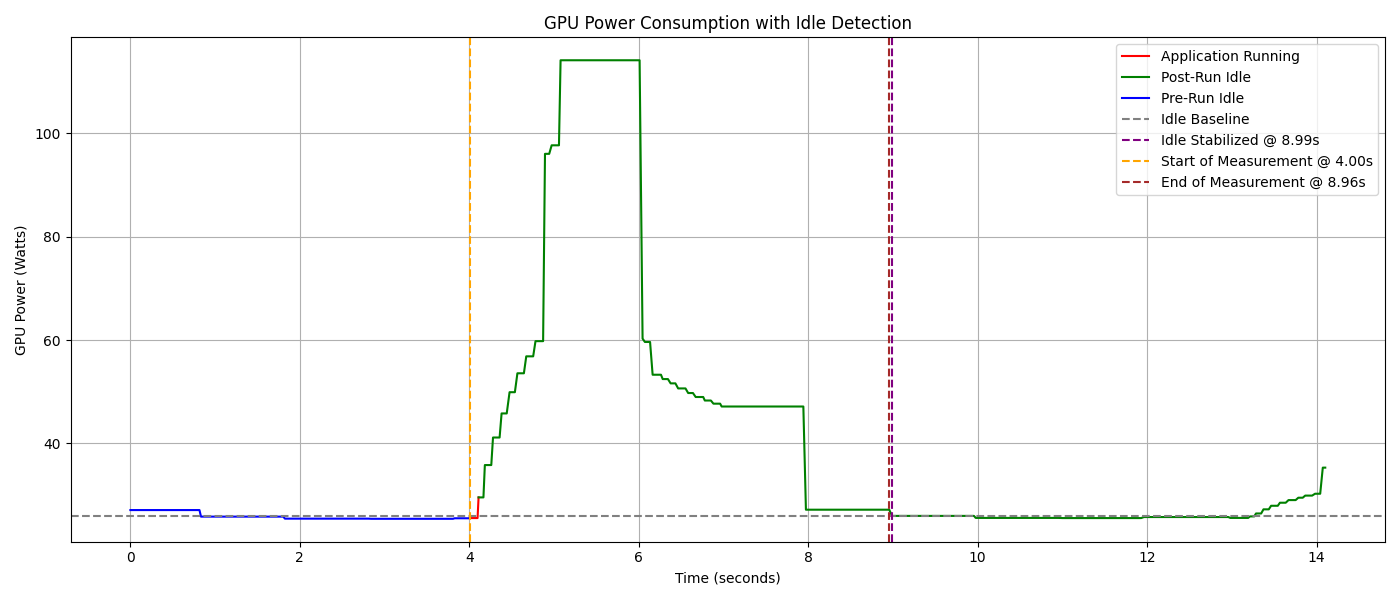 GPU Power Consumption with Idle Detection
Application Running
Post-Run Idle
Pre-Run Idle
Idle Baseline
Idle Stabilized @ 8.99s
Start of Measurement @ 4.00s
End of Measurement @ 8.96s
GPU Power (Watts)
100
80
60
40
0 2 4 6 8 10 12 14
Time (seconds)